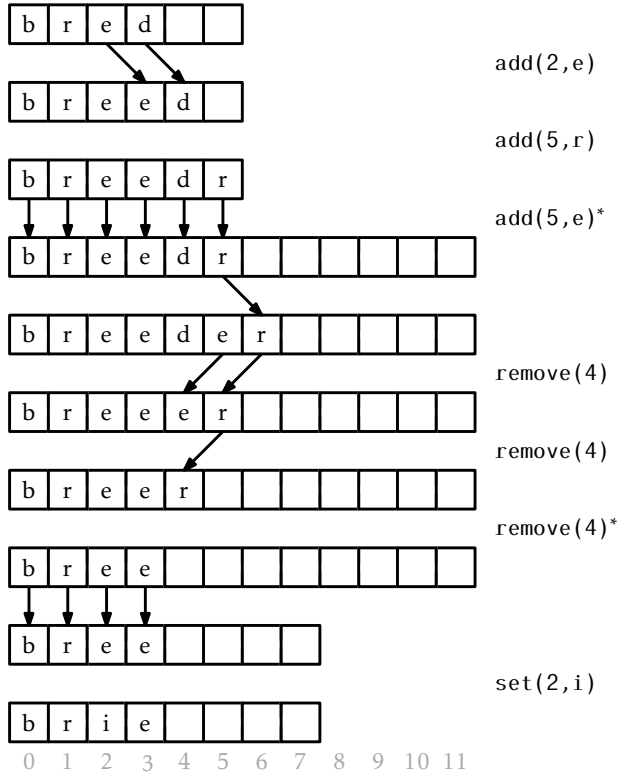 b r e d
add(2,e)
b r e e d
add(5,r)
b r e e d r
add(5,e)*
b r e e d r
b r e e d e r
remove(4)
b r e e e r
remove(4)
b r e e r
remove(4)*
b r e e
b r e e
set(2,i)
b r i e
0 1 2 3 4 5 6 7 8 9 10 11